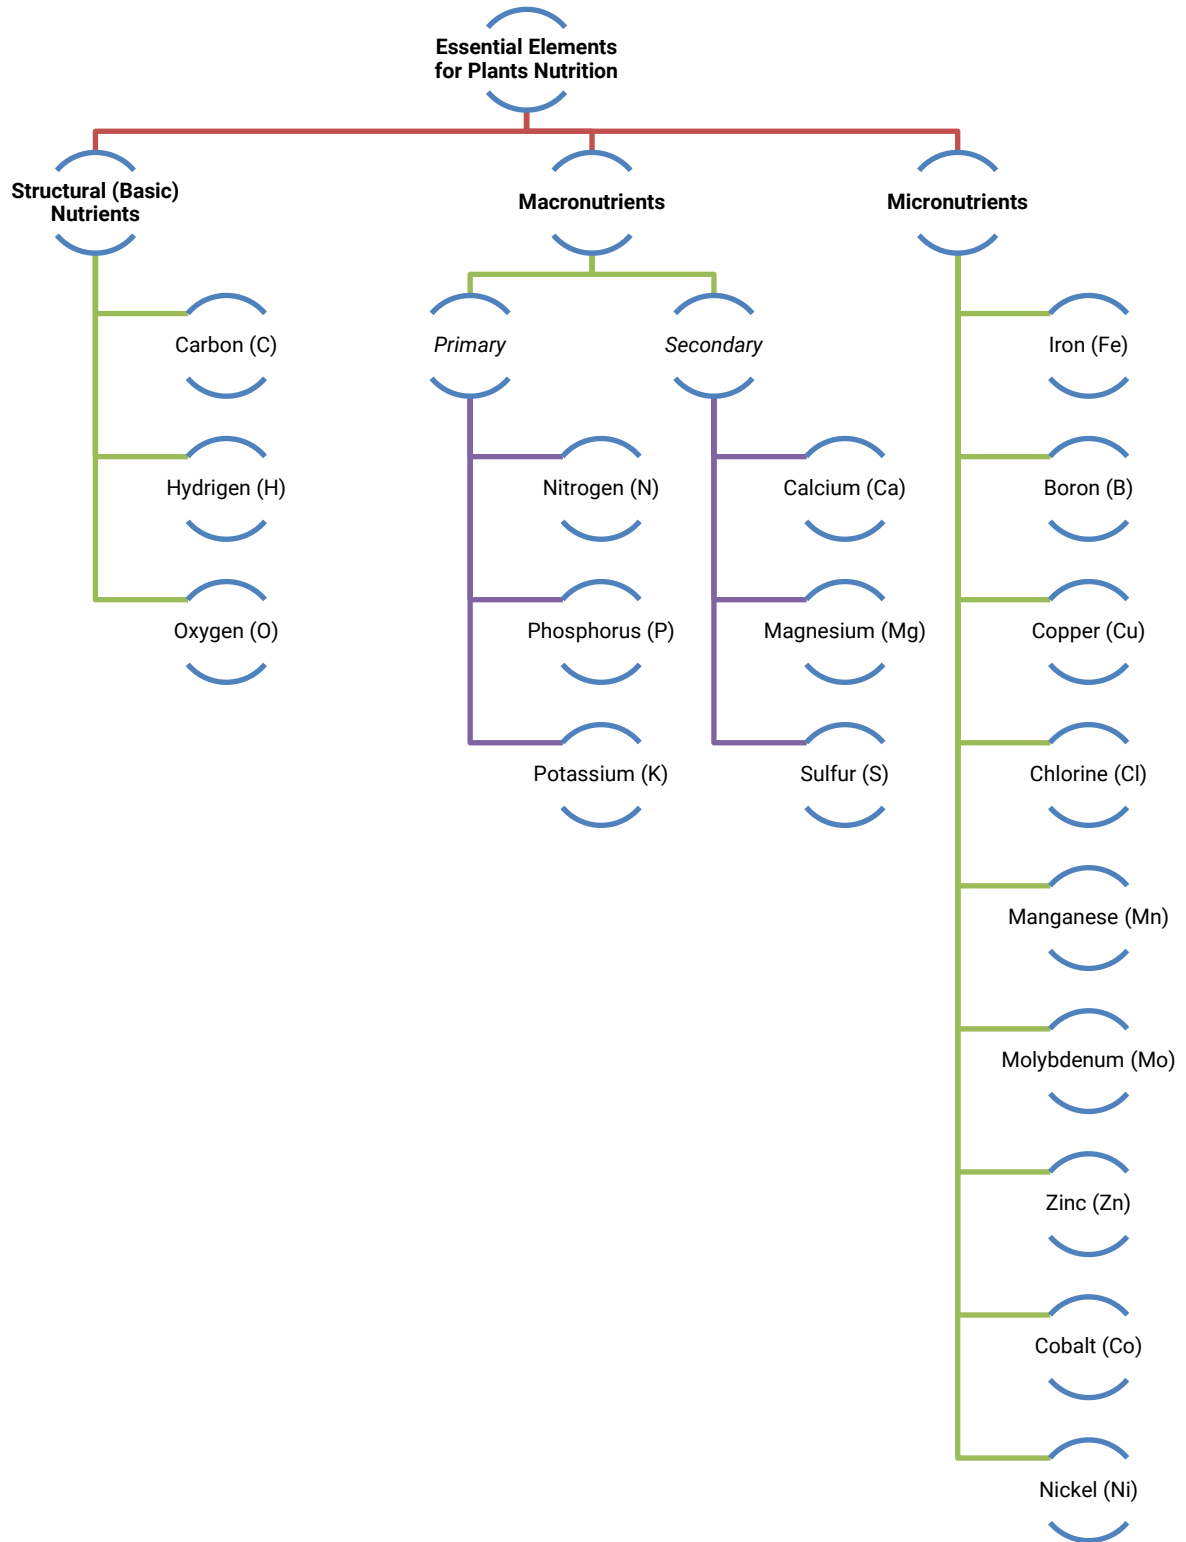 Essential Elements
for Plants Nutrition
Structural (Basic)
Nutrients
Carbon (C)
Hydrigen (H)
Oxygen (O)
Macronutrients
Primary
Nitrogen (N)
Phosphorus (P)
Potassium (K)
Secondary
Calcium (Ca)
Magnesium (Mg)
Sulfur (S)
Micronutrients
Iron (Fe)
Boron (B)
Copper (Cu)
Chlorine (Cl)
Manganese (Mn)
Molybdenum (Mo)
Zinc (Zn)
Cobalt (Co)
Nickel (Ni)